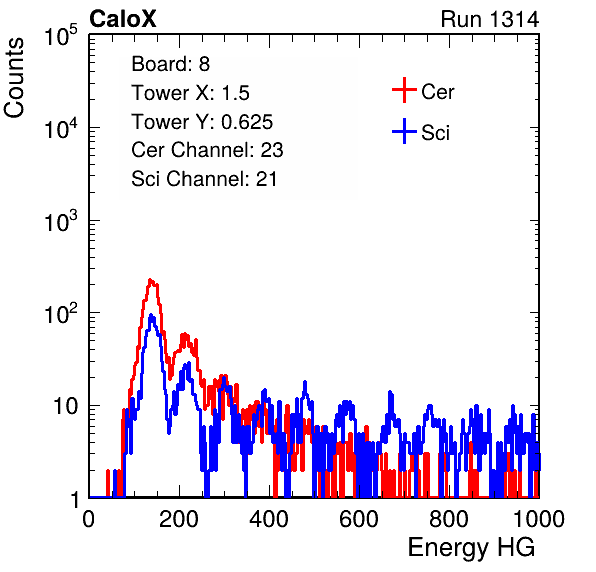 CaloX Run 1314
Counts
10^5
10^4
10^3
10^2
10
1
Board: 8
Tower X: 1.5
Tower Y: 0.625
Cer Channel: 23
Sci Channel: 21
Cer
Sci
0 200 400 600 800 1000
Energy HG